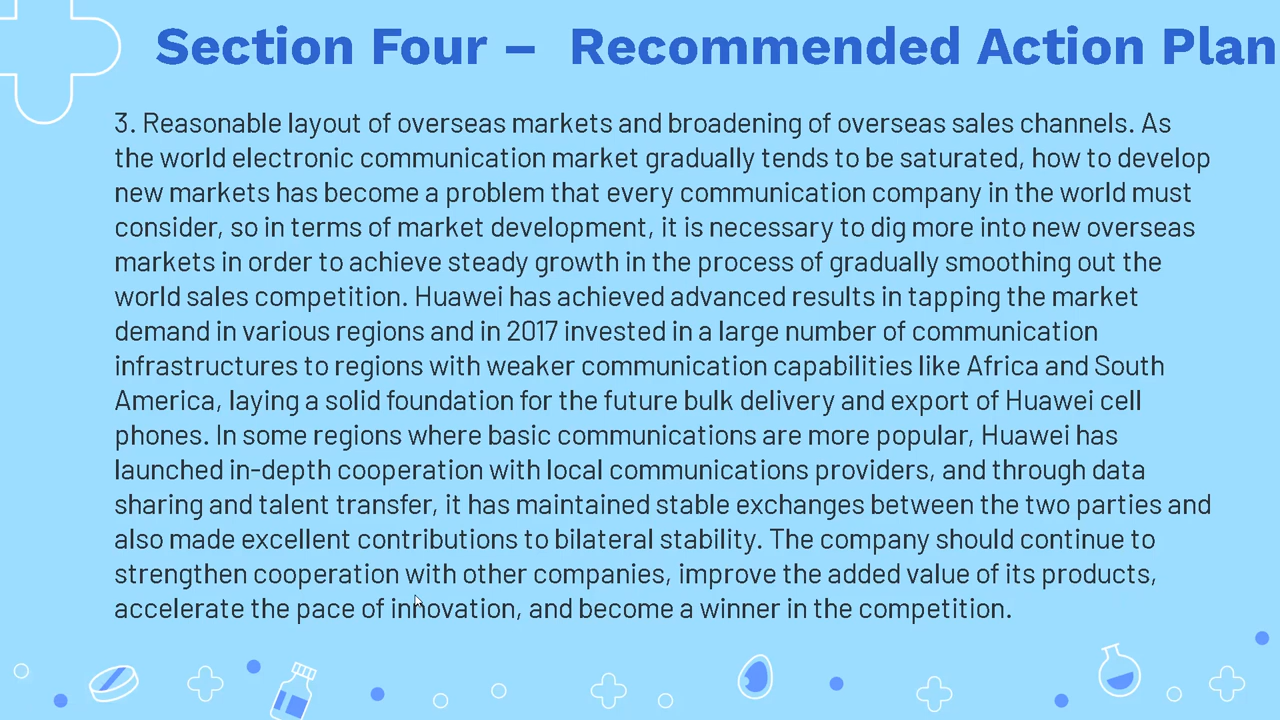 Section Four – Recommended Action Plan
3. Reasonable layout of overseas markets and broadening of overseas sales channels. As
the world electronic communication market gradually tends to be saturated, how to develop
new markets has become a problem that every communication company in the world must
consider, so in terms of market development, it is necessary to dig more into new overseas
markets in order to achieve steady growth in the process of gradually smoothing out the
world sales competition. Huawei has achieved advanced results in tapping the market
demand in various regions and in 2017 invested in a large number of communication
infrastructures to regions with weaker communication capabilities like Africa and South
America, laying a solid foundation for the future bulk delivery and export of Huawei cell
phones. In some regions where basic communications are more popular, Huawei has
launched in-depth cooperation with local communications providers, and through data
sharing and talent transfer, it has maintained stable exchanges between the two parties and
also made excellent contributions to bilateral stability. The company should continue to
strengthen cooperation with other companies, improve the added value of its products,
accelerate the pace of innovation, and become a winner in the competition.